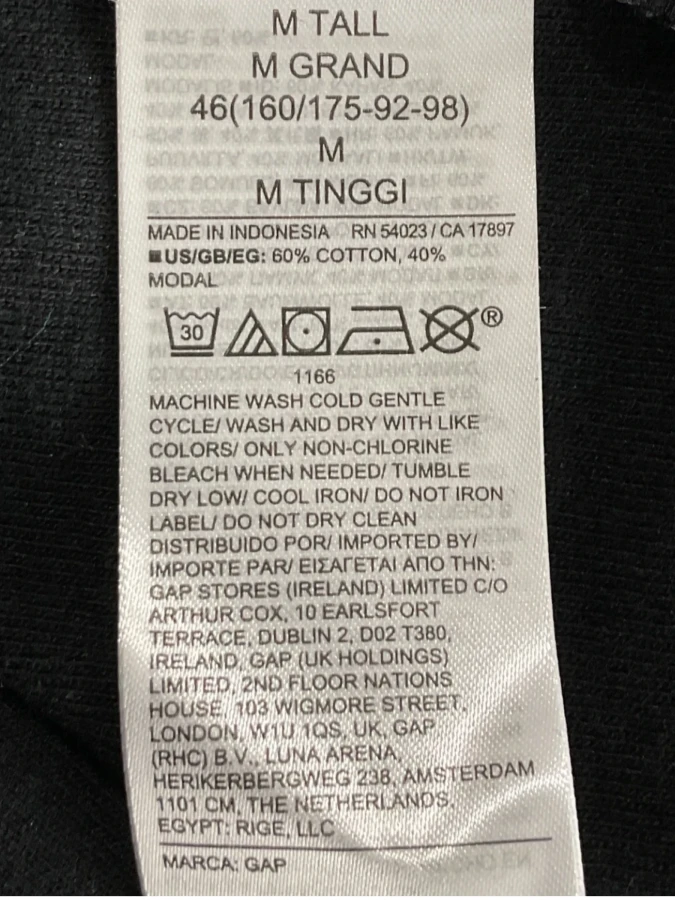 M TALL
M GRAND
46(160/175-92-98)
M
M TINGGI
MADE IN INDONESIA RN 54023 / CA 17897
US/GB/EG: 60% COTTON, 40%
MODAL
30
®
1166
MACHINE WASH COLD GENTLE
CYCLE/ WASH AND DRY WITH LIKE
COLORS/ ONLY NON-CHLORINE
BLEACH WHEN NEEDED/ TUMBLE
DRY LOW/ COOL IRON/ DO NOT IRON
LABEL/ DO NOT DRY CLEAN
DISTRIBUIDO POR/ IMPORTED BY/
IMPORTE PAR/ ΕΙΣΑΓΕΤΑΙ ΑΠΟ ΤΗΝ:
GAP STORES (IRELAND) LIMITED C/O
ARTHUR COX, 10 EARLSFORT
TERRACE, DUBLIN 2, D02 T380,
IRELAND, GAP (UK HOLDINGS)
LIMITED, 2ND FLOOR NATIONS
HOUSE, 103 WIGMORE STREET,
LONDON, W1U 1QS, UK, GAP
(RHC) B.V., LUNA ARENA,
HERIKERBERGWEG 238, AMSTERDAM
1101 CM, THE NETHERLANDS.
EGYPT: RIGE, LLC
MARCA: GAP